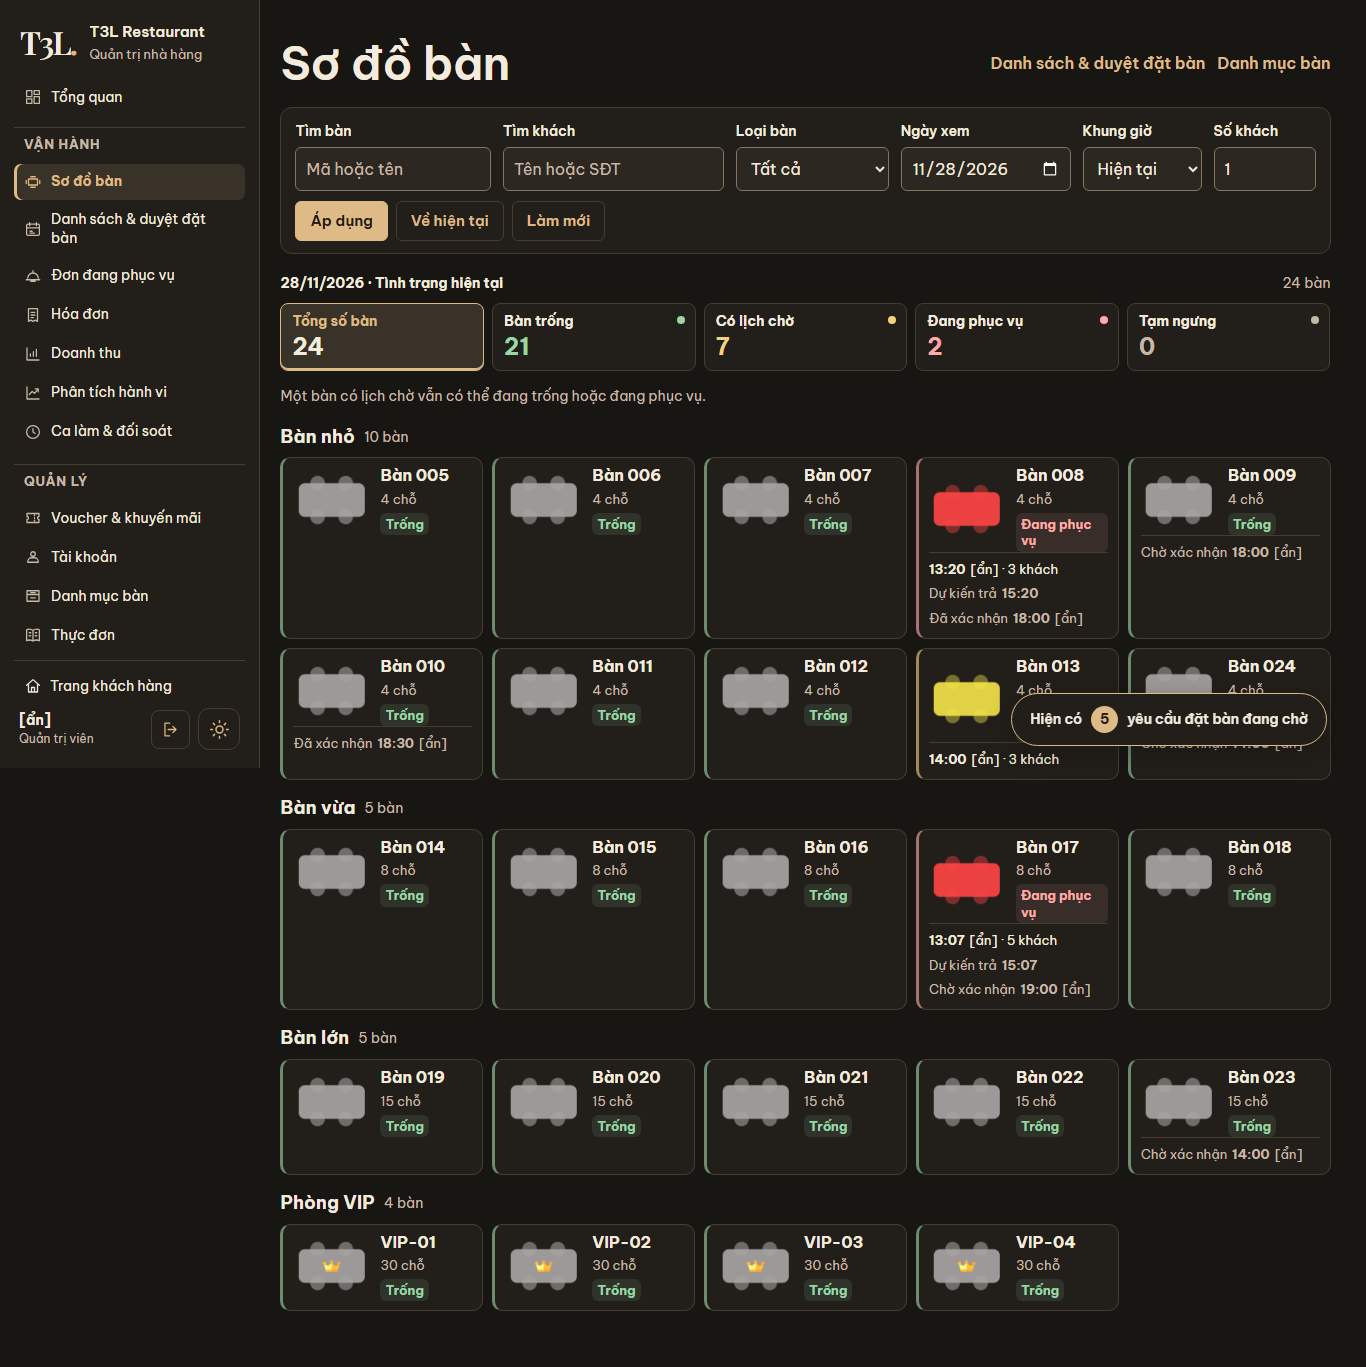 T3L.
T3L Restaurant
Quản trị nhà hàng
Tổng quan
VẬN HÀNH
Sơ đồ bàn
Danh sách & duyệt đặt
bàn
Đơn đang phục vụ
Hóa đơn
Doanh thu
Phân tích hành vi
Ca làm & đối soát
QUẢN LÝ
Voucher & khuyến mãi
Tài khoản
Danh mục bàn
Thực đơn
Trang khách hàng
[ẩn]
Quản trị viên
Sơ đồ bàn
Danh sách & duyệt đặt bàn Danh mục bàn
Tìm bàn Tìm khách Loại bàn Ngày xem Khung giờ Số khách
Mã hoặc tên Tên hoặc SĐT Tất cả 11/28/2026 Hiện tại 1
Áp dụng Về hiện tại Làm mới
28/11/2026 · Tình trạng hiện tại 24 bàn
Tổng số bàn Bàn trống Có lịch chờ Đang phục vụ Tạm ngưng
24 21 7 2 0
Một bàn có lịch chờ vẫn có thể đang trống hoặc đang phục vụ.
Bàn nhỏ 10 bàn
Bàn 005
4 chỗ
Trống
Bàn 006
4 chỗ
Trống
Bàn 007
4 chỗ
Trống
Bàn 008
4 chỗ
Đang phục
vụ
13:20 [ẩn] · 3 khách
Dự kiến trả 15:20
Đã xác nhận 18:00 [ẩn]
Bàn 009
4 chỗ
Trống
Chờ xác nhận 18:00 [ẩn]
Bàn 010
4 chỗ
Trống
Đã xác nhận 18:30 [ẩn]
Bàn 011
4 chỗ
Trống
Bàn 012
4 chỗ
Trống
Bàn 013
4 chỗ
14:00 [ẩn] · 3 khách
Bàn 024
4 chỗ
Hiện có 5 yêu cầu đặt bàn đang chờ
Bàn vừa 5 bàn
Bàn 014
8 chỗ
Trống
Bàn 015
8 chỗ
Trống
Bàn 016
8 chỗ
Trống
Bàn 017
8 chỗ
Đang phục
vụ
13:07 [ẩn] · 5 khách
Dự kiến trả 15:07
Chờ xác nhận 19:00 [ẩn]
Bàn 018
8 chỗ
Trống
Bàn lớn 5 bàn
Bàn 019
15 chỗ
Trống
Bàn 020
15 chỗ
Trống
Bàn 021
15 chỗ
Trống
Bàn 022
15 chỗ
Trống
Bàn 023
15 chỗ
Trống
Chờ xác nhận 14:00 [ẩn]
Phòng VIP 4 bàn
VIP-01
30 chỗ
Trống
VIP-02
30 chỗ
Trống
VIP-03
30 chỗ
Trống
VIP-04
30 chỗ
Trống